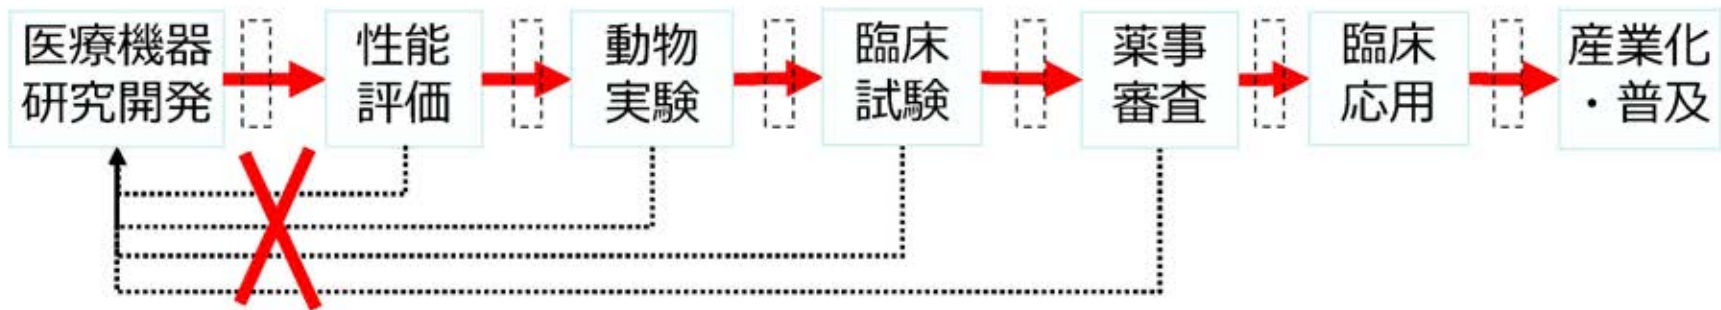 医療機器
研究開発
性能
評価
動物
実験
臨床
試験
薬事
審査
臨床
応用
産業化
・普及